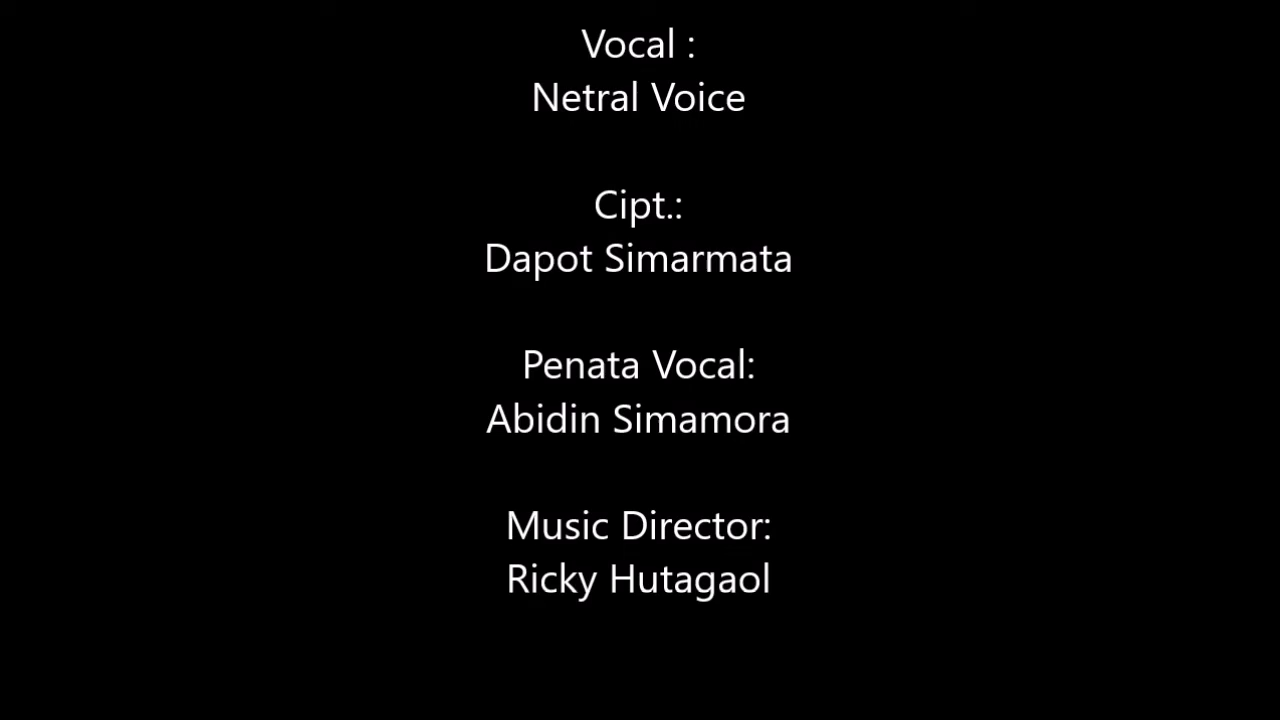 Vocal :
Netral Voice
Cipt.:
Dapot Simarmata
Penata Vocal:
Abidin Simamora
Music Director:
Ricky Hutagaol